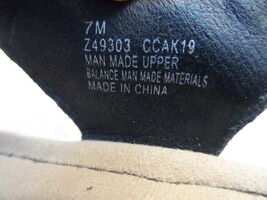 7M
Z49303 CCAK19
MAN MADE UPPER
BALANCE MAN MADE MATERIALS
MADE IN CHINA